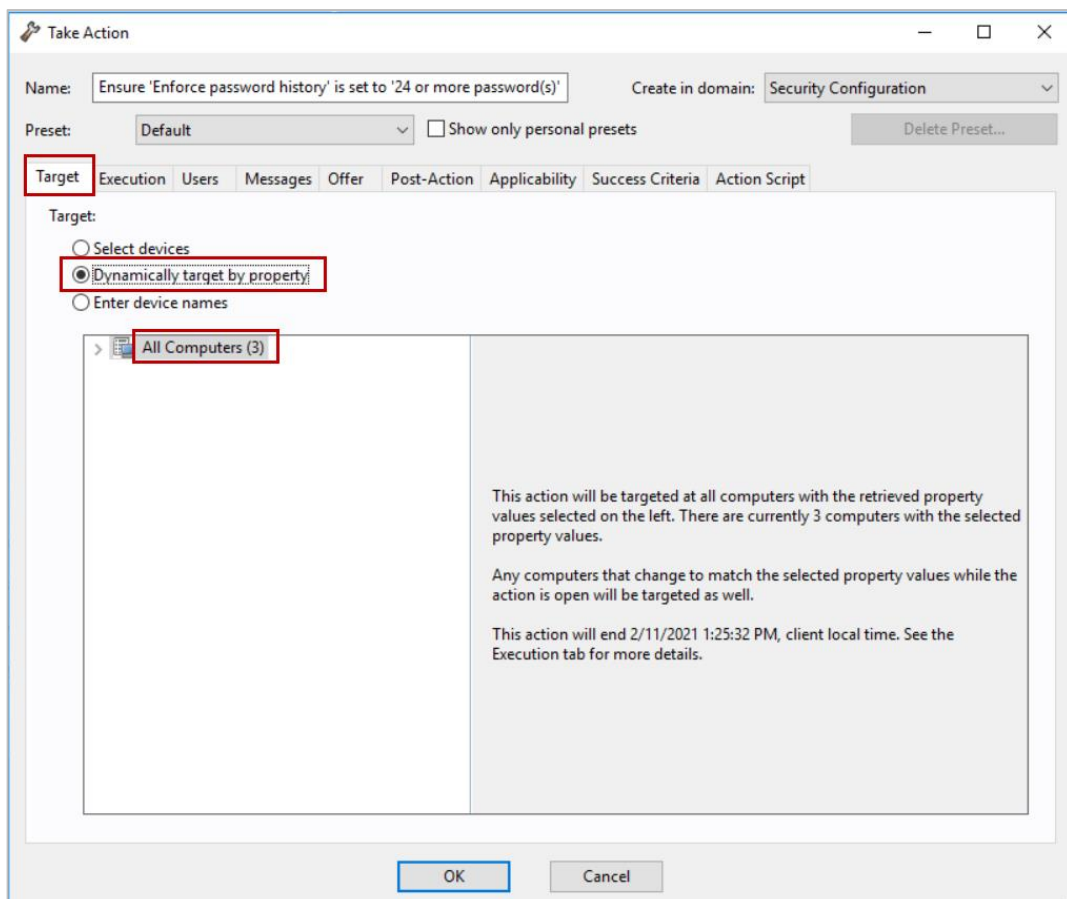 Take Action
Name: Ensure 'Enforce password history' is set to '24 or more password(s)' Create in domain: Security Configuration
Preset: Default Show only personal presets Delete Preset...
Target Execution Users Messages Offer Post-Action Applicability Success Criteria Action Script
Target:
Select devices
Dynamically target by property
Enter device names
All Computers (3)
This action will be targeted at all computers with the retrieved property
values selected on the left. There are currently 3 computers with the selected
property values.
Any computers that change to match the selected property values while the
action is open will be targeted as well.
This action will end 2/11/2021 1:25:32 PM, client local time. See the
Execution tab for more details.
OK Cancel